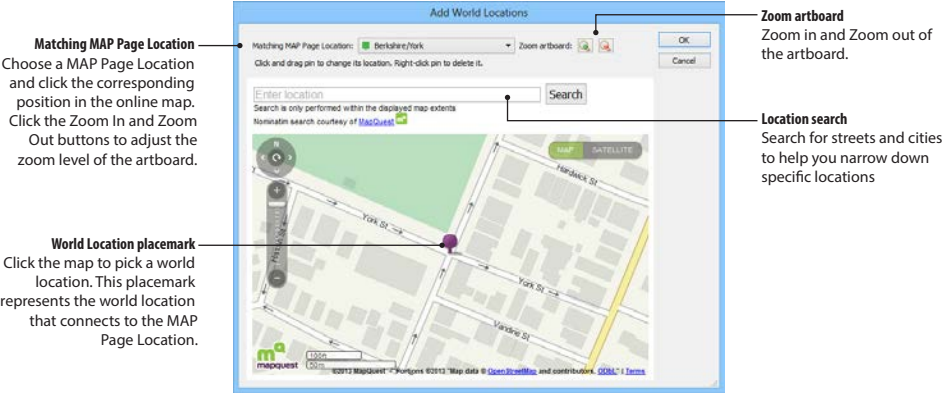 Matching MAP Page Location
Choose a MAP Page Location
and click the corresponding
position in the online map.
Click the Zoom In and Zoom
Out buttons to adjust the
zoom level of the artboard.
World Location placemark
Click the map to pick a world
location. This placemark
represents the world location
that connects to the MAP
Page Location.
Add World Locations
Matching MAP Page Location: Berkshire/York Zoom artboard:
Click and drag pin to change its location. Right-click pin to delete it.
OK
Cancel
Enter location Search
Search is only performed within the displayed map extents
Nominatim search courtesy of MapQuest
N
MAP SATELLITE
Hardwick St
York St
York St
Vandine St
mapquest
100ft
50m
©2013 MapQuest - Portions ©2013 "Map data © OpenStreetMap and contributors, ODbL" | Terms
Zoom artboard
Zoom in and Zoom out of
the artboard.
Location search
Search for streets and cities
to help you narrow down
specific locations